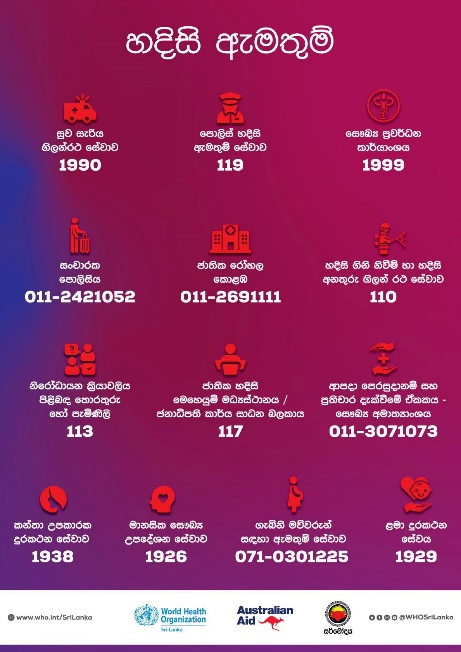 හදිසි ඇමතුම්
සුව සැරිය
ගිලන්රථ සේවාව
1990
පොලිස් හදිසි
ඇමතුම් සේවාව
119
සෞඛ්‍ය ප්‍රවර්ධන
කාර්යාංශය
1999
සංචාරක
පොලිසිය
011-2421052
ජාතික රෝහල
කොළඹ
011-2691111
හදිසි ගිනි නිවීම් හා හදිසි
අනතුරු ගිලන් රථ සේවාව
110
නිරෝධායන ක්‍රියාවලිය
පිළිබඳ තොරතුරු
හෝ පැමිණිලි
113
ජාතික හදිසි
මෙහෙයුම් මධ්‍යස්ථානය /
ජනාධිපති කාර්ය සාධන බලකාය
117
ආපදා පෙරසූදානම් සහ
ප්‍රතිචාර දැක්වීමේ ඒකකය -
සෞඛ්‍ය අමාත්‍යාංශය
011-3071073
කන්තා උපකාරක
දුරකථන සේවාව
1938
මානසික සෞඛ්‍ය
උපදේශන සේවාව
1926
ගැබිනි මව්වරුන්
සඳහා ඇමතුම් සේවාව
071-0301225
ළමා දුරකථන
සේවය
1929
www.who.int/SriLanka
World Health
Organization
Sri Lanka
Australian
Aid
සර්වෝදය
@WHOSriLanka